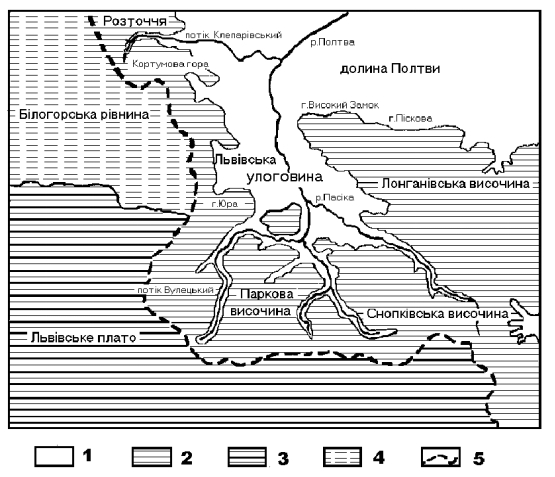 Розточчя
потік Клепарівський
р.Полтва
Кортумова гора
долина Полтви
Білогорська рівнина
г.Високий Замок
г.Піскова
Львівська
улоговина
Лонганівська височина
г.Юра
р.Пасіка
потік Вулецький
Паркова
височина
Снопківська височина
Львівське плато
1 2 3 4 5